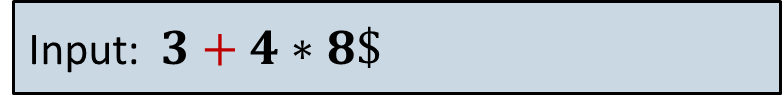 Input: 3 + 4 * 8$